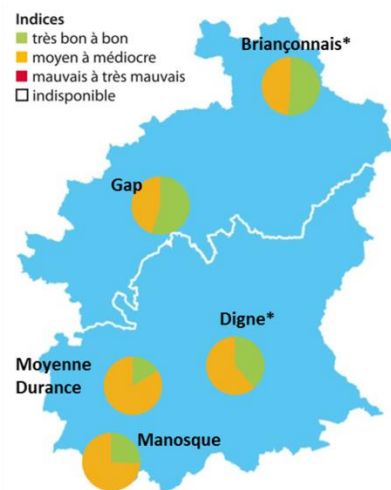 Indices
très bon à bon
moyen à médiocre
mauvais à très mauvais
indisponible
Briançonnais*
Gap
Digne*
Moyenne
Durance
Manosque